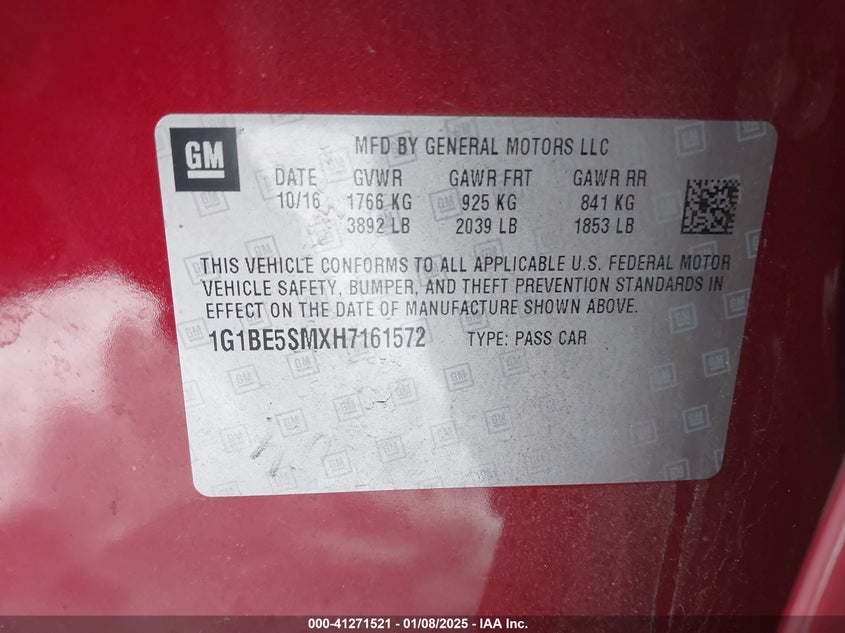 GM
MFD BY GENERAL MOTORS LLC
DATE GVWR GAWR FRT GAWR RR
10/16 1766 KG 925 KG 841 KG
3892 LB 2039 LB 1853 LB
THIS VEHICLE CONFORMS TO ALL APPLICABLE U.S. FEDERAL MOTOR
VEHICLE SAFETY, BUMPER, AND THEFT PREVENTION STANDARDS IN
EFFECT ON THE DATE OF MANUFACTURE SHOWN ABOVE.
1G1BE5SMXH7161572 TYPE: PASS CAR
000-41271521 - 01/08/2025 - IAA Inc.